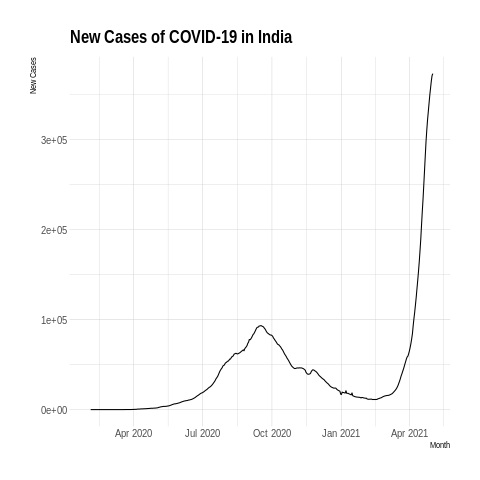 New Cases of COVID-19 in India
New Cases
3e+05
2e+05
1e+05
0e+00
Apr 2020 Jul 2020 Oct 2020 Jan 2021 Apr 2021
Month